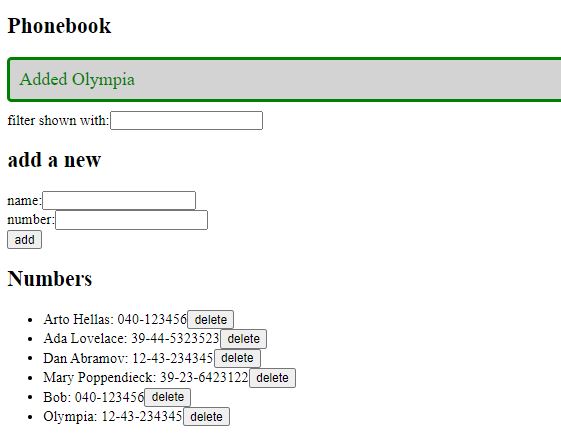 Phonebook
Added Olympia
filter shown with:
add a new
name:
number:
add
Numbers
Arto Hellas: 040-123456 delete
Ada Lovelace: 39-44-5323523 delete
Dan Abramov: 12-43-234345 delete
Mary Poppendieck: 39-23-6423122 delete
Bob: 040-123456 delete
Olympia: 12-43-234345 delete